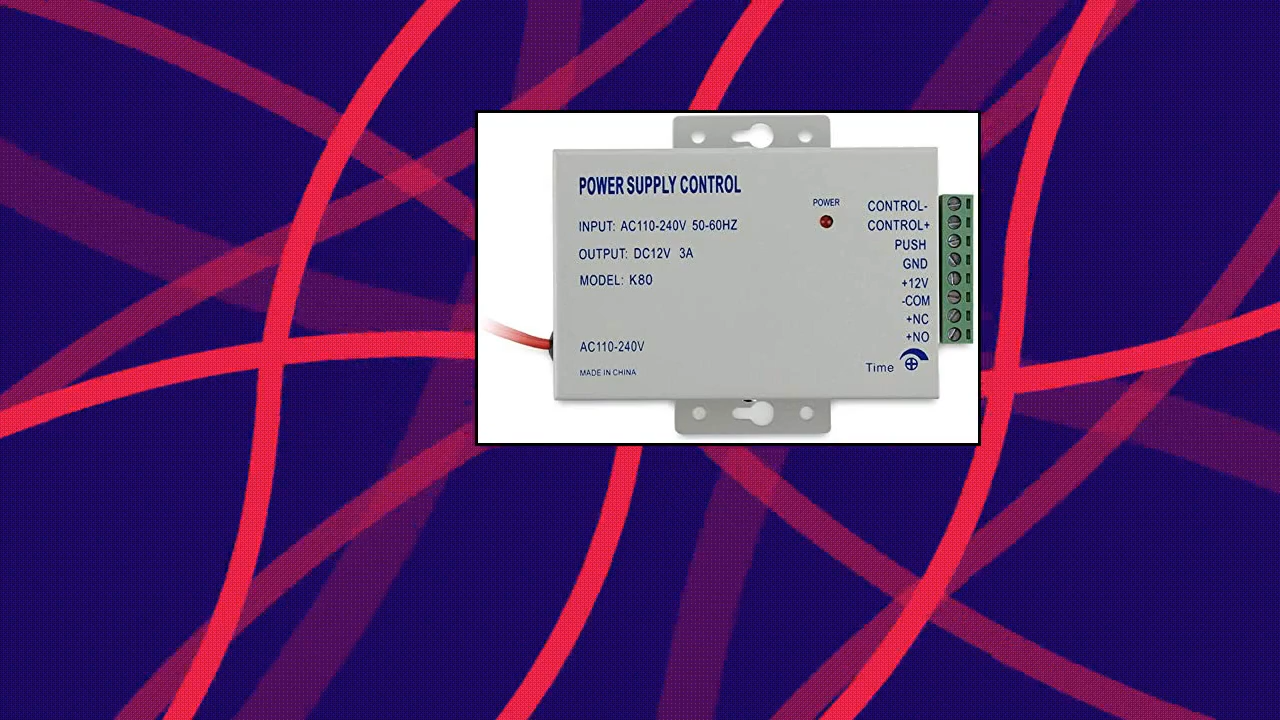 POWER SUPPLY CONTROL
INPUT: AC110-240V 50-60HZ
OUTPUT: DC12V 3A
MODEL: K80
AC110-240V
MADE IN CHINA
POWER
CONTROL-
CONTROL+
PUSH
GND
+12V
-COM
+NC
+NO
Time